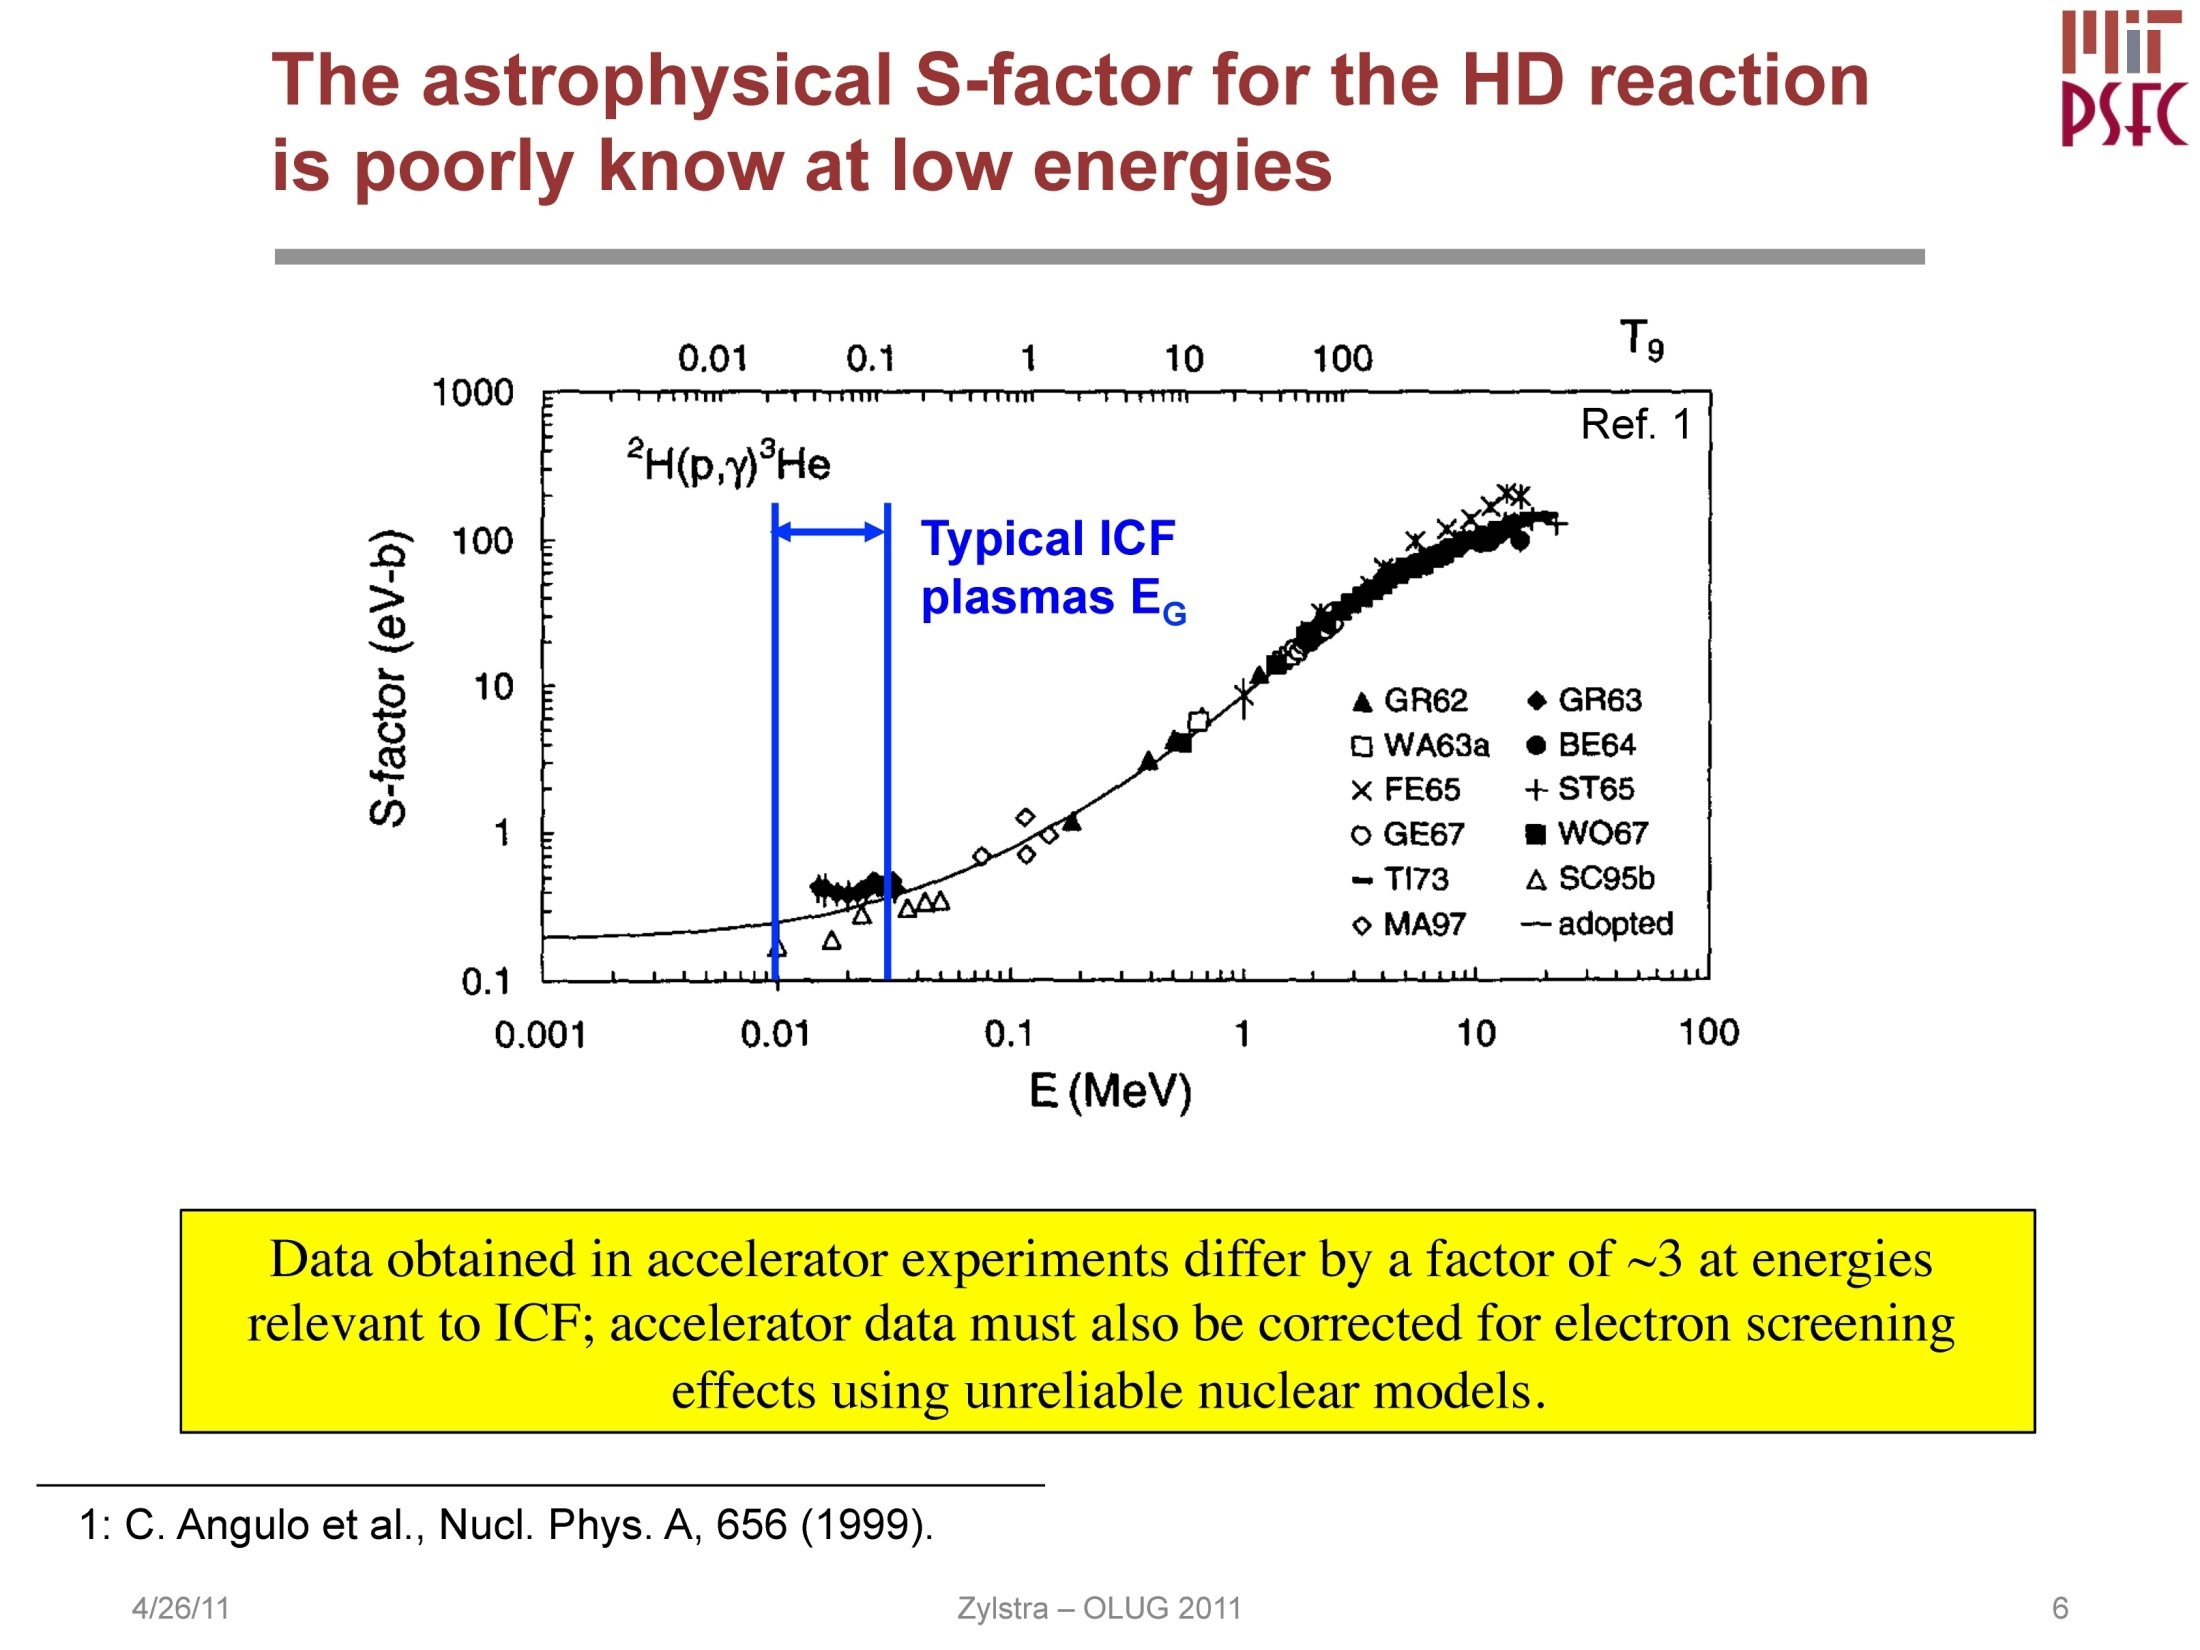 The astrophysical S-factor for the HD reaction
is poorly know at low energies
MIT
PSFC
T9
0.01 0.1 1 10 100
1000
100
10
1
0.1
S-factor (eV-b)
Ref. 1
²H(p,γ)³He
Typical ICF
plasmas EG
▲ GR62 ◆ GR63
□ WA63a ● BE64
× FE65 + ST65
○ GE67 ■ WO67
– TI73 △ SC95b
◇ MA97 — adopted
0.001 0.01 0.1 1 10 100
E (MeV)
Data obtained in accelerator experiments differ by a factor of ~3 at energies
relevant to ICF; accelerator data must also be corrected for electron screening
effects using unreliable nuclear models.
1: C. Angulo et al., Nucl. Phys. A, 656 (1999).
4/26/11 Zylstra – OLUG 2011 6